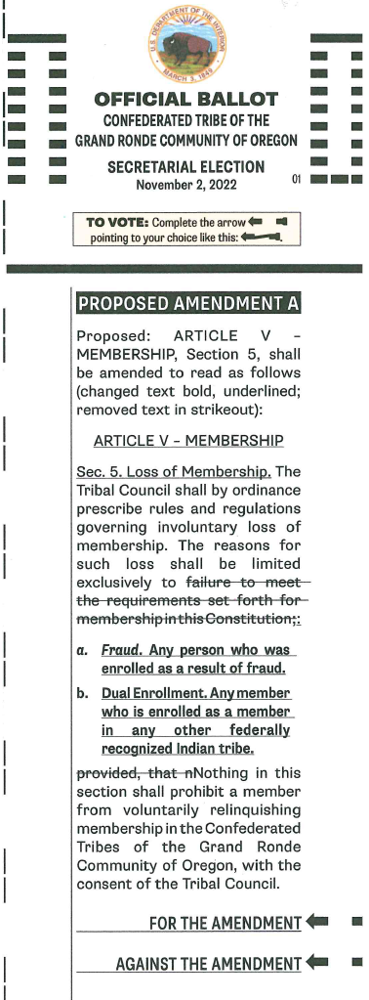 U.S. DEPARTMENT OF THE INTERIOR
MARCH 3, 1849
OFFICIAL BALLOT
CONFEDERATED TRIBE OF THE
GRAND RONDE COMMUNITY OF OREGON
SECRETARIAL ELECTION
November 2, 2022
01
TO VOTE: Complete the arrow
pointing to your choice like this:
PROPOSED AMENDMENT A
Proposed: ARTICLE V –
MEMBERSHIP, Section 5, shall
be amended to read as follows
(changed text bold, underlined;
removed text in strikeout):
ARTICLE V – MEMBERSHIP
Sec. 5. Loss of Membership. The
Tribal Council shall by ordinance
prescribe rules and regulations
governing involuntary loss of
membership. The reasons for
such loss shall be limited
exclusively to failure to meet
the requirements set forth for
membership in this Constitution;:
a. Fraud. Any person who was
enrolled as a result of fraud.
b. Dual Enrollment. Any member
who is enrolled as a member
in any other federally
recognized Indian tribe.
provided, that nNothing in this
section shall prohibit a member
from voluntarily relinquishing
membership in the Confederated
Tribes of the Grand Ronde
Community of Oregon, with the
consent of the Tribal Council.
FOR THE AMENDMENT
AGAINST THE AMENDMENT